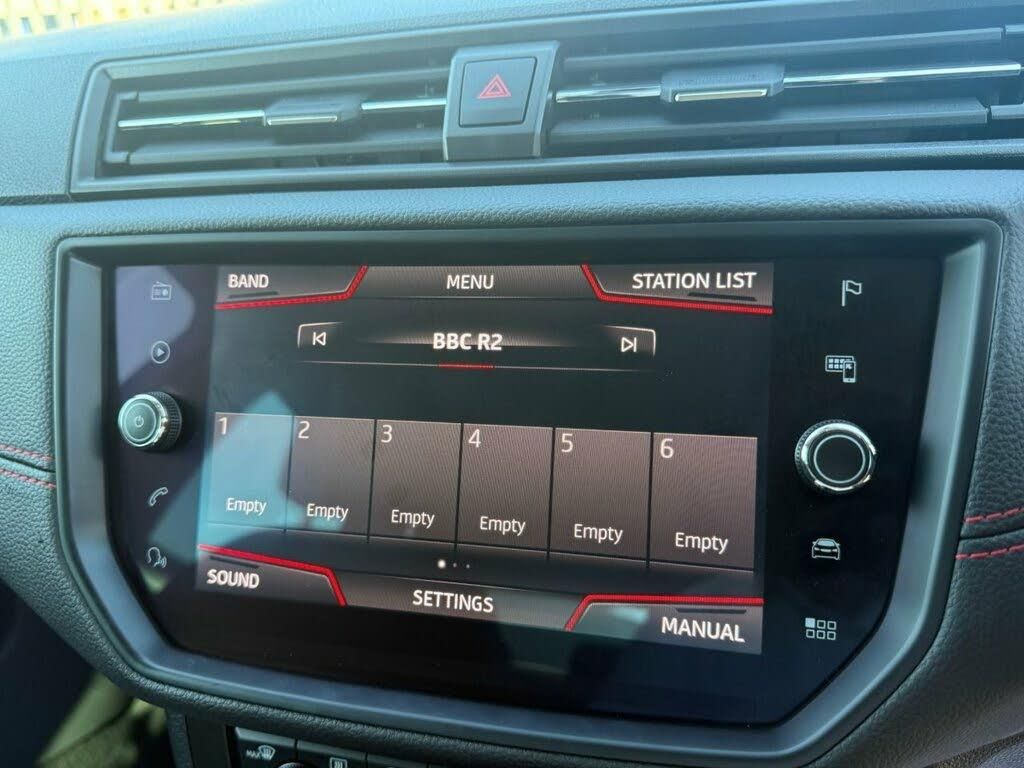 BAND MENU STATION LIST
BBC R2
1 2 3 4 5 6
Empty Empty Empty Empty Empty Empty
SOUND SETTINGS MANUAL
MAX